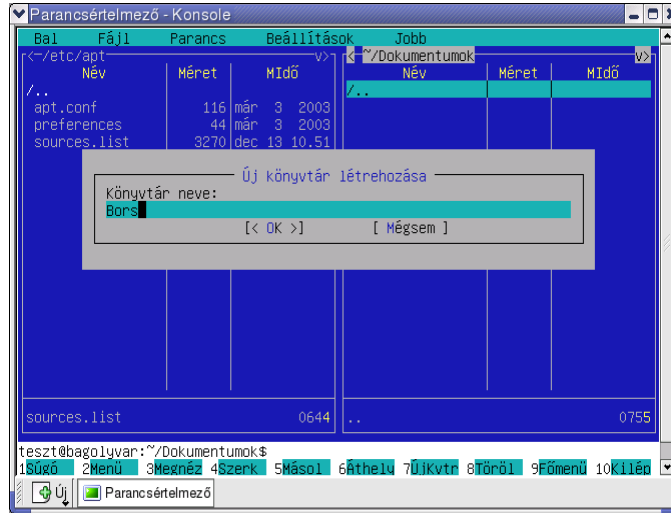 Parancsértelmező - Konsole
Bal Fájl Parancs Beállítások Jobb
<~/etc/apt v> < ~/Dokumentumok v>
Név Méret MIdő Név Méret MIdő
/.. /..
apt.conf 116 már 3 2003
preferences 44 már 3 2003
sources.list 3270 dec 13 10.51
Új könyvtár létrehozása
Könyvtár neve:
Bors
[< OK >] [ Mégsem ]
sources.list 0644 .. 0755
teszt@bagolyvar:~/Dokumentumok$
1Súgó 2Menü 3Megnéz 4Szerk 5Másol 6Áthely 7ÚjKvtr 8Töröl 9Főmenü 10Kilép
Új Parancsértelmező